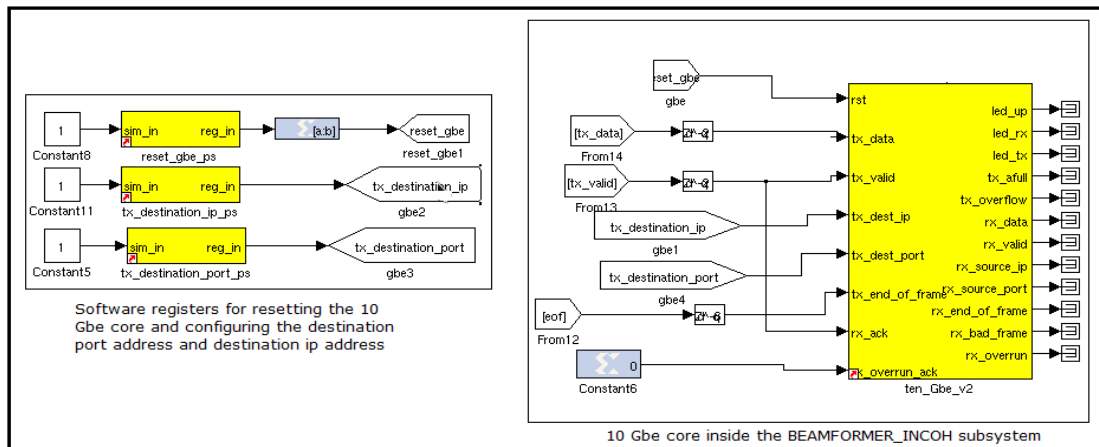 1
Constant8
sim_in reg_in
reset_gbe_ps
[a:b]
reset_gbe
reset_gbe1
1
Constant11
sim_in reg_in
tx_destination_ip_ps
tx_destination_ip
gbe2
1
Constant5
sim_in reg_in
tx_destination_port_ps
tx_destination_port
gbe3
Software registers for resetting the 10
Gbe core and configuring the destination
port address and destination ip address
gbe
[tx_data]
From14
[tx_valid]
From13
tx_destination_ip
gbe1
tx_destination_port
gbe4
[eof]
From12
0
Constant6
rst
tx_data
tx_valid
tx_dest_ip
tx_dest_port
tx_end_of_frame
rx_ack
led_up
led_rx
led_tx
tx_afull
tx_overflow
rx_data
rx_valid
rx_source_ip
rx_source_port
rx_end_of_frame
rx_bad_frame
rx_overrun
ten_Gbe_v2
10 Gbe core inside the BEAMFORMER_INCOH subsystem